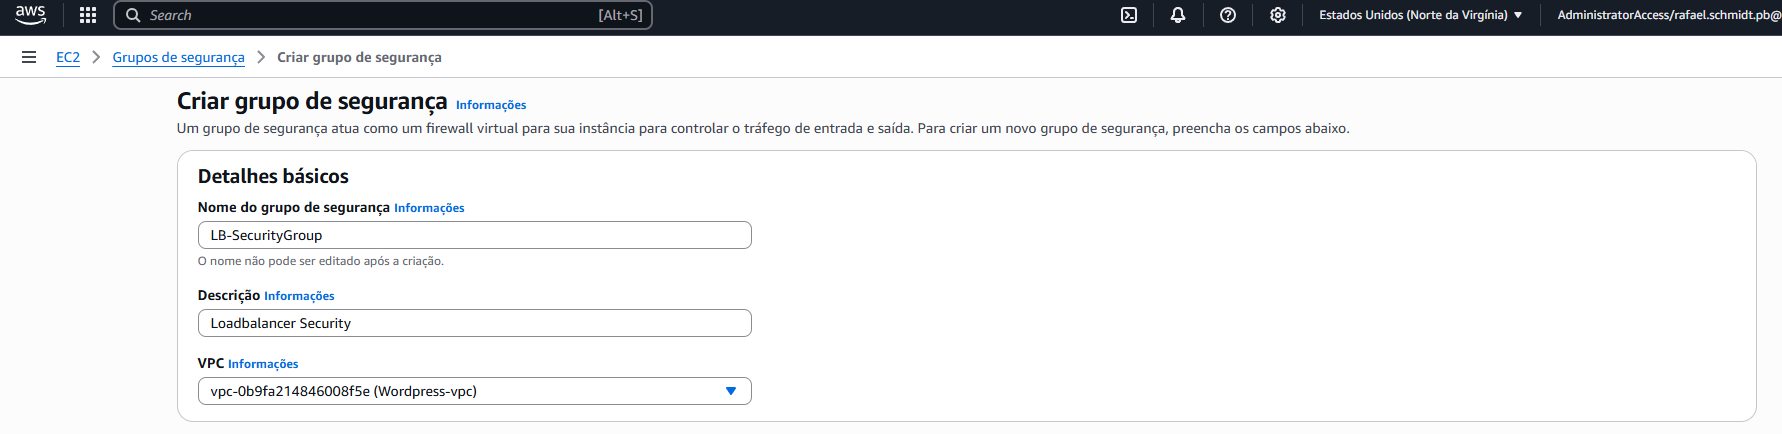 aws Search [Alt+S] Estados Unidos (Norte da Virgínia) AdministratorAccess/rafael.schmidt.pb@
EC2 Grupos de segurança Criar grupo de segurança
Criar grupo de segurança Informações
Um grupo de segurança atua como um firewall virtual para sua instância para controlar o tráfego de entrada e saída. Para criar um novo grupo de segurança, preencha os campos abaixo.
Detalhes básicos
Nome do grupo de segurança Informações
LB-SecurityGroup
O nome não pode ser editado após a criação.
Descrição Informações
Loadbalancer Security
VPC Informações
vpc-0b9fa214846008f5e (Wordpress-vpc)